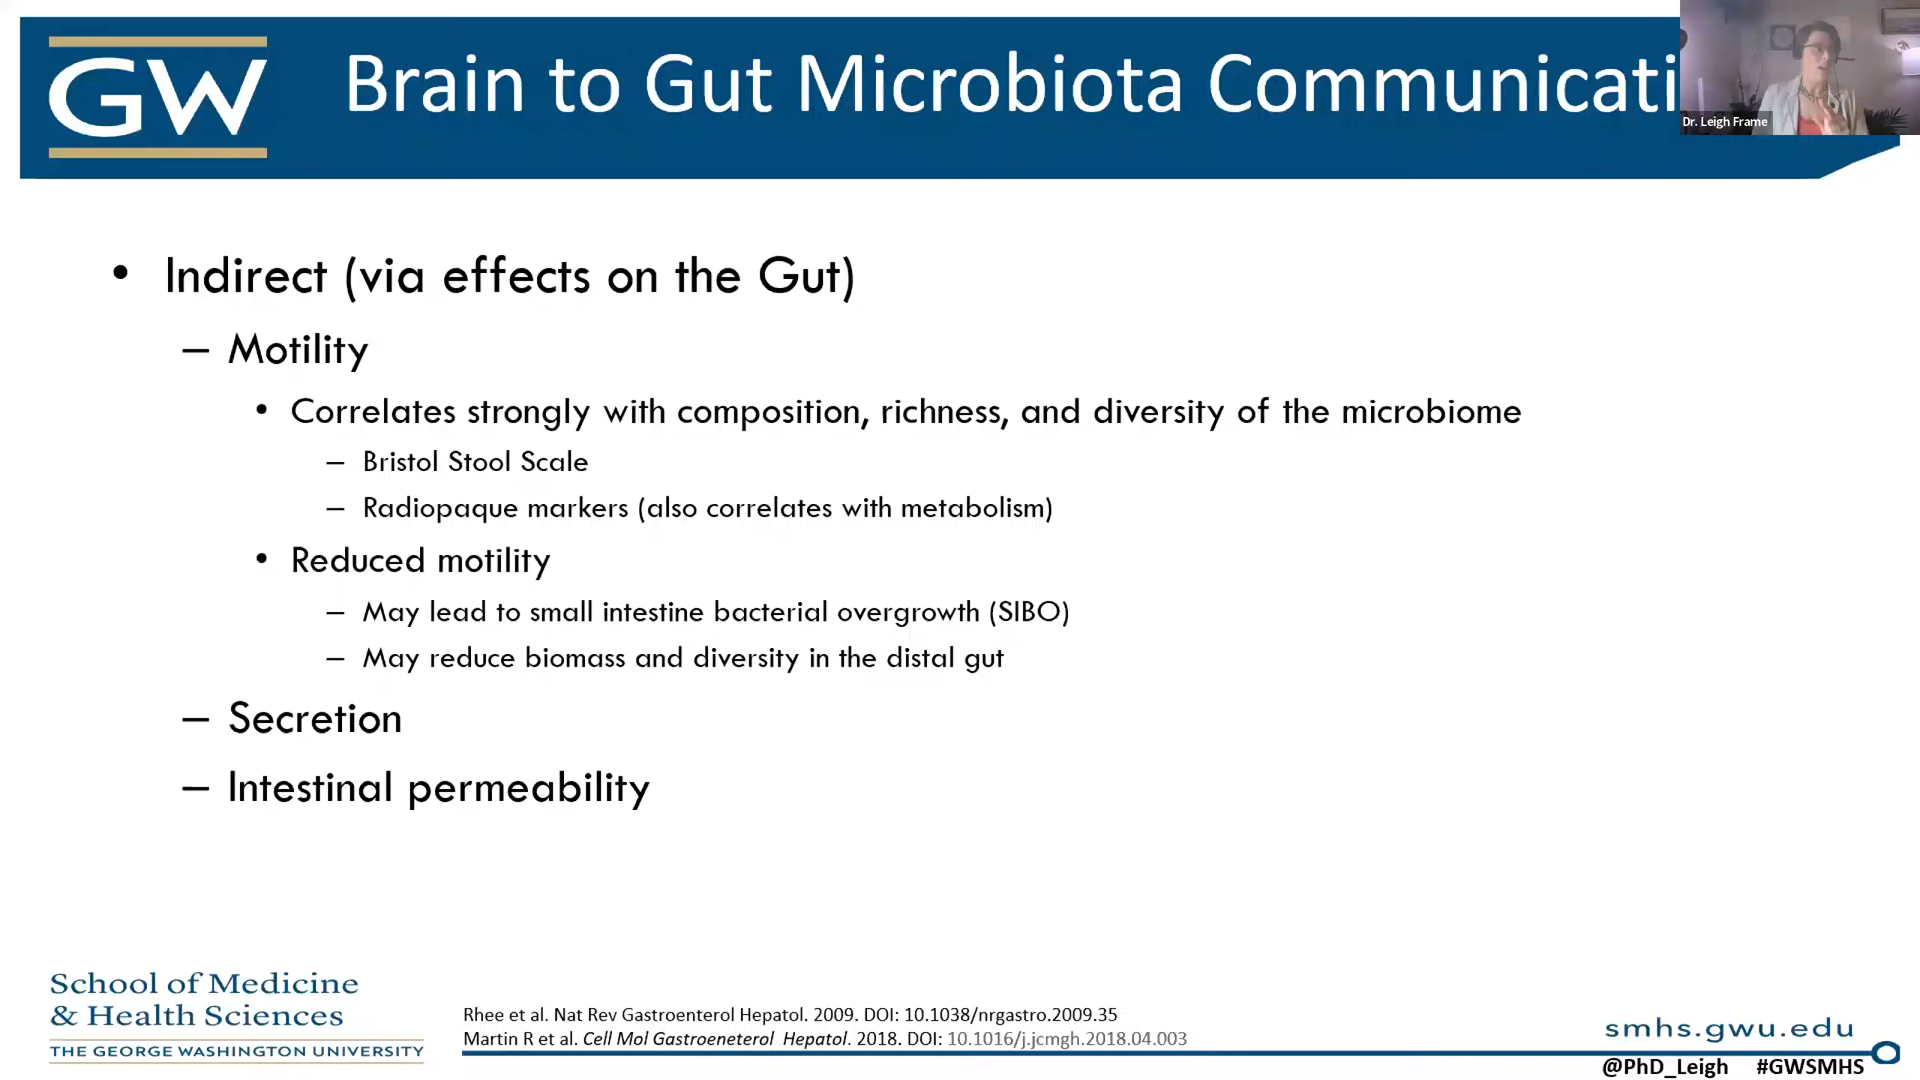 GW
Brain to Gut Microbiota Communicati
Dr. Leigh Frame
• Indirect (via effects on the Gut)
– Motility
• Correlates strongly with composition, richness, and diversity of the microbiome
– Bristol Stool Scale
– Radiopaque markers (also correlates with metabolism)
• Reduced motility
– May lead to small intestine bacterial overgrowth (SIBO)
– May reduce biomass and diversity in the distal gut
– Secretion
– Intestinal permeability
School of Medicine
& Health Sciences
THE GEORGE WASHINGTON UNIVERSITY
Rhee et al. Nat Rev Gastroenterol Hepatol. 2009. DOI: 10.1038/nrgastro.2009.35
Martin R et al. Cell Mol Gastroeneterol Hepatol. 2018. DOI: 10.1016/j.jcmgh.2018.04.003
smhs.gwu.edu
@PhD_Leigh #GWSMHS